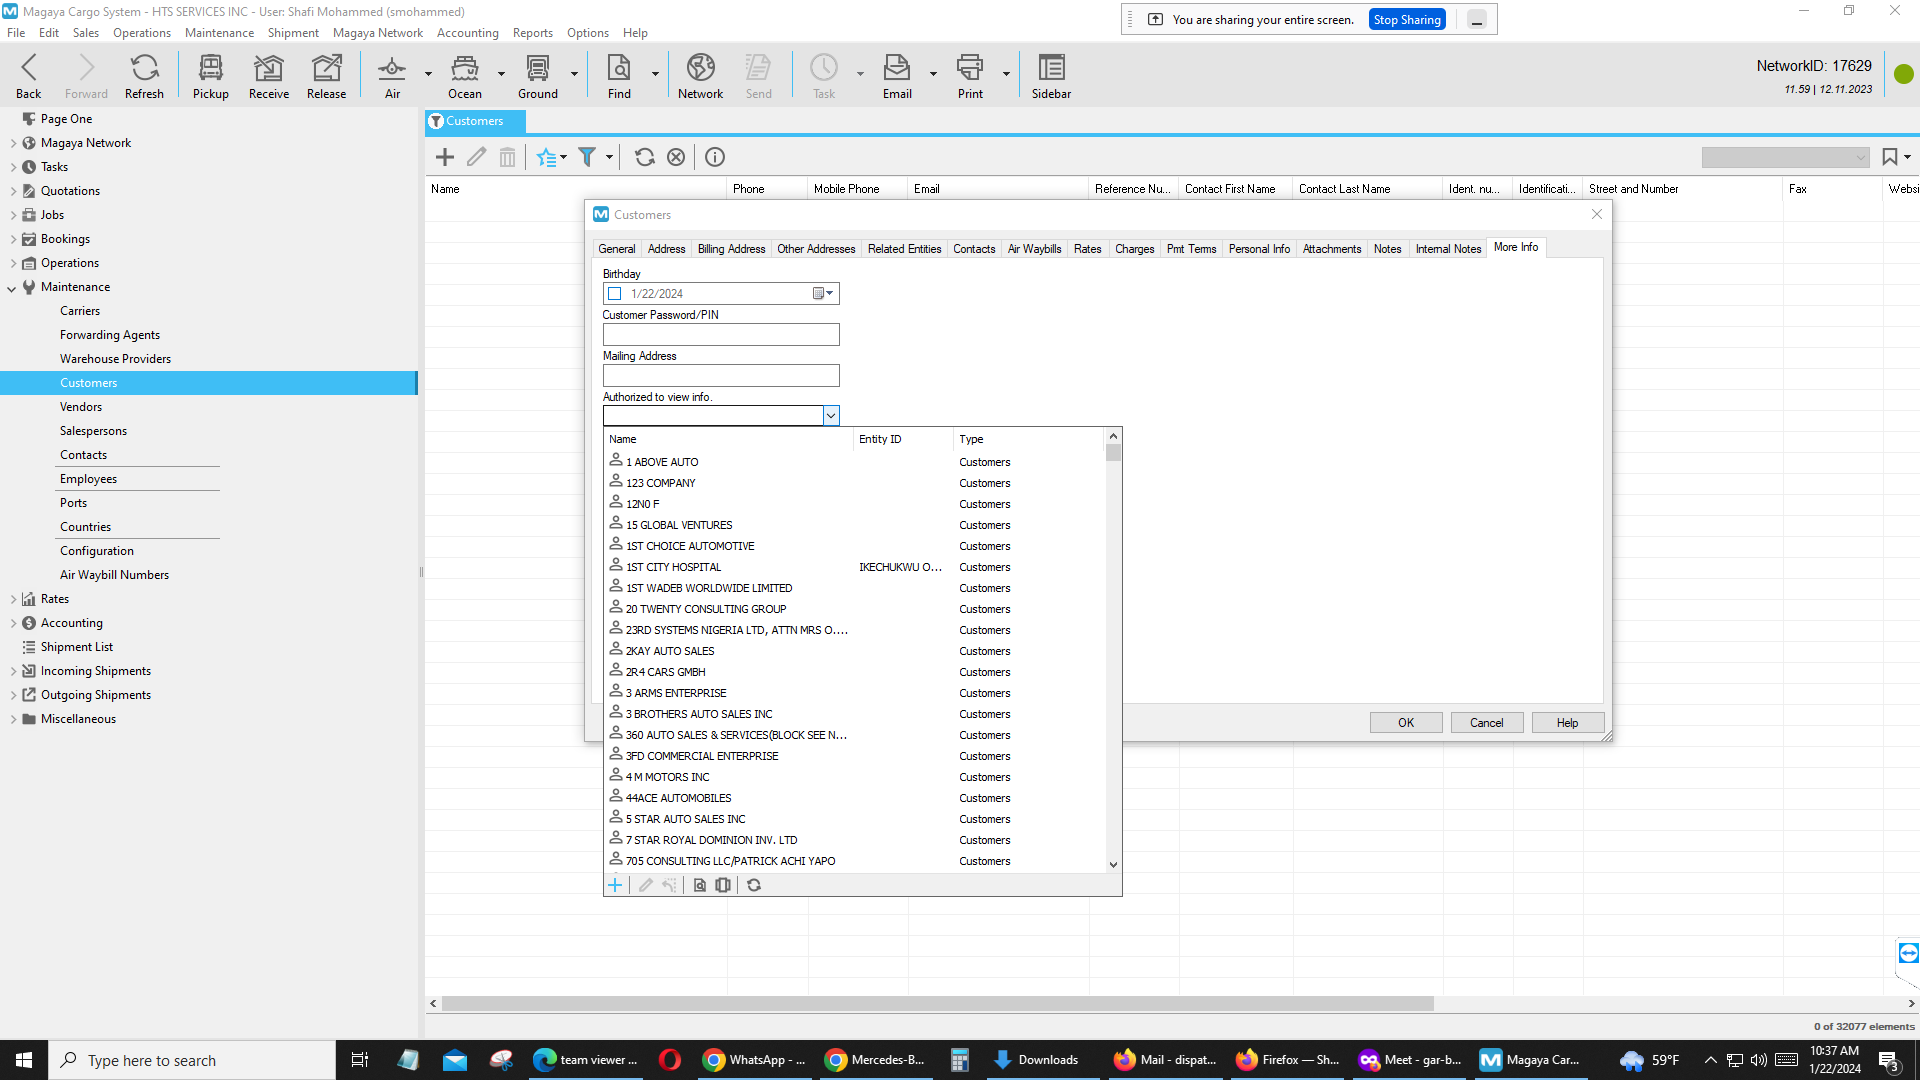 Magaya Cargo System - HTS SERVICES INC - User: Shafi Mohammed (smohammed)
You are sharing your entire screen.
Stop Sharing
File Edit Sales Operations Maintenance Shipment Magaya Network Accounting Reports Options Help
Back Forward Refresh Pickup Receive Release Air Ocean Ground Find Network Send Task Email Print Sidebar
NetworkID: 17629
11.59 | 12.11.2023
Page One
Magaya Network
Tasks
Quotations
Jobs
Bookings
Operations
Maintenance
Carriers
Forwarding Agents
Warehouse Providers
Customers
Vendors
Salespersons
Contacts
Employees
Ports
Countries
Configuration
Air Waybill Numbers
Rates
Accounting
Shipment List
Incoming Shipments
Outgoing Shipments
Miscellaneous
Customers
Name Phone Mobile Phone Email Reference Nu... Contact First Name Contact Last Name Ident. nu... Identificati... Street and Number Fax Websi
Customers
General Address Billing Address Other Addresses Related Entities Contacts Air Waybills Rates Charges Pmt Terms Personal Info Attachments Notes Internal Notes More Info
Birthday
1/22/2024
Customer Password/PIN
Mailing Address
Authorized to view info.
Name Entity ID Type
1 ABOVE AUTO Customers
123 COMPANY Customers
12N0 F Customers
15 GLOBAL VENTURES Customers
1ST CHOICE AUTOMOTIVE Customers
1ST CITY HOSPITAL IKECHUKWU O... Customers
1ST WADEB WORLDWIDE LIMITED Customers
20 TWENTY CONSULTING GROUP Customers
23RD SYSTEMS NIGERIA LTD, ATTN MRS O.... Customers
2KAY AUTO SALES Customers
2R4 CARS GMBH Customers
3 ARMS ENTERPRISE Customers
3 BROTHERS AUTO SALES INC Customers
360 AUTO SALES & SERVICES(BLOCK SEE N... Customers
3FD COMMERCIAL ENTERPRISE Customers
4 M MOTORS INC Customers
44ACE AUTOMOBILES Customers
5 STAR AUTO SALES INC Customers
7 STAR ROYAL DOMINION INV. LTD Customers
705 CONSULTING LLC/PATRICK ACHI YAPO Customers
OK Cancel Help
0 of 32077 elements
Type here to search
team viewer ...
WhatsApp - ...
Mercedes-B...
Downloads
Mail - dispat...
Firefox — Sh...
Meet - gar-b...
Magaya Car...
59°F
10:37 AM
1/22/2024
3